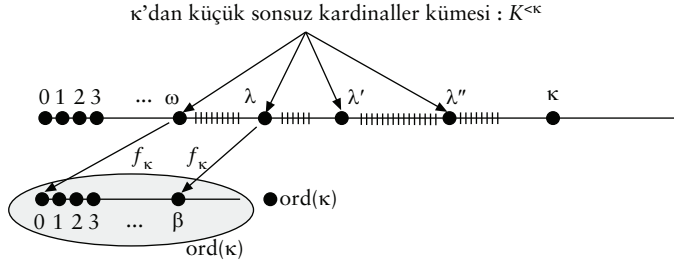 κ'dan küçük sonsuz kardinaller kümesi : K^{<κ}
0 1 2 3 ... ω λ λ′ λ″ κ
f_κ f_κ
ord(κ)
0 1 2 3 ... β
ord(κ)